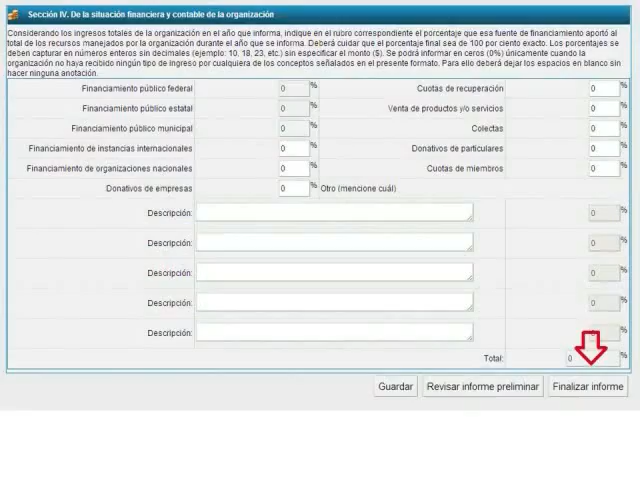 Sección IV. De la situación financiera y contable de la organización
Considerando los ingresos totales de la organización en el año que informa, indique en el rubro correspondiente el porcentaje que esa fuente de financiamiento aportó al
total de los recursos manejados por la organización durante el año que se informa. Deberá cuidar que el porcentaje final sea de 100 por ciento exacto. Los porcentajes se
deben capturar en números enteros sin decimales (ejemplo: 10, 18, 23, etc.) sin especificar el monto ($). Se podrá informar en ceros (0%) únicamente cuando la
organización no haya recibido ningún tipo de ingreso por cualquiera de los conceptos señalados en el presente formato. Para ello deberá dejar los espacios en blanco sin
hacer ninguna anotación.
Financiamiento público federal 0 % Cuotas de recuperación 0 %
Financiamiento público estatal 0 % Venta de productos y/o servicios 0 %
Financiamiento público municipal 0 % Colectas 0 %
Financiamiento de instancias internacionales 0 % Donativos de particulares 0 %
Financiamiento de organizaciones nacionales 0 % Cuotas de miembros 0 %
Donativos de empresas 0 % Otro (mencione cuál)
Descripción: 0 %
Descripción: 0 %
Descripción: 0 %
Descripción: 0 %
Descripción: 0 %
Total: 0 %
Guardar Revisar informe preliminar Finalizar informe